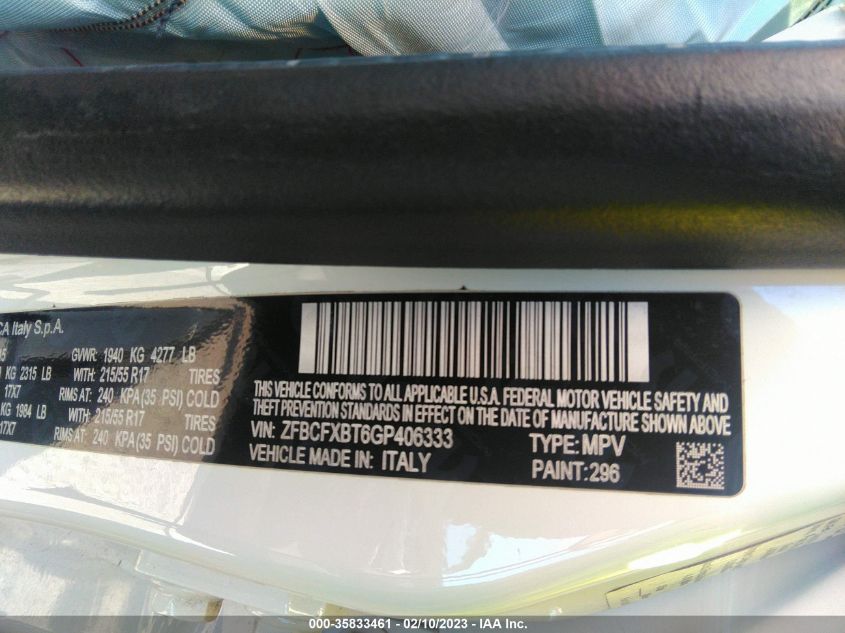 CA Italy S.p.A.
GVWR: 1940 KG 4277 LB
KG 2315 LB WITH: 215/55 R17 TIRES
17X7 RIMS AT: 240 KPA (35 PSI) COLD
KG 1984 LB WITH: 215/55 R17 TIRES
17X7 RIMS AT: 240 KPA (35 PSI) COLD
THIS VEHICLE CONFORMS TO ALL APPLICABLE U.S.A. FEDERAL MOTOR VEHICLE SAFETY AND
THEFT PREVENTION STANDARDS IN EFFECT ON THE DATE OF MANUFACTURE SHOWN ABOVE
VIN: ZFBCFXBT6GP406333 TYPE: MPV
VEHICLE MADE IN: ITALY PAINT: 296
000-35833461 - 02/10/2023 - IAA Inc.